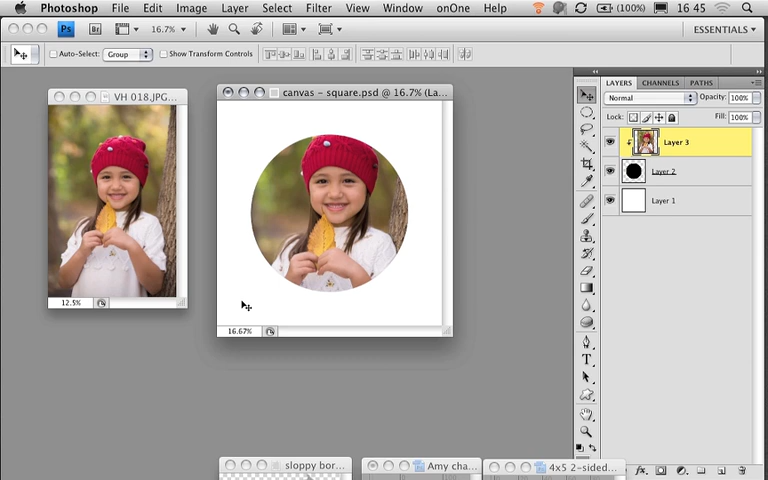 Photoshop File Edit Image Layer Select Filter View Window onOne Help (100%) 16 45
Ps Br 16.7% ESSENTIALS
Auto-Select: Group Show Transform Controls
VH 018.JPG...
12.5%
canvas - square.psd @ 16.7% (La...
16.67%
LAYERS CHANNELS PATHS
Normal Opacity: 100%
Lock: Fill: 100%
Layer 3
Layer 2
Layer 1
T
fx.
sloppy bor...
Amy cha...
4x5 2-sided...